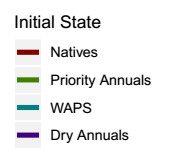 Initial State
Natives
Priority Annuals
WAPS
Dry Annuals